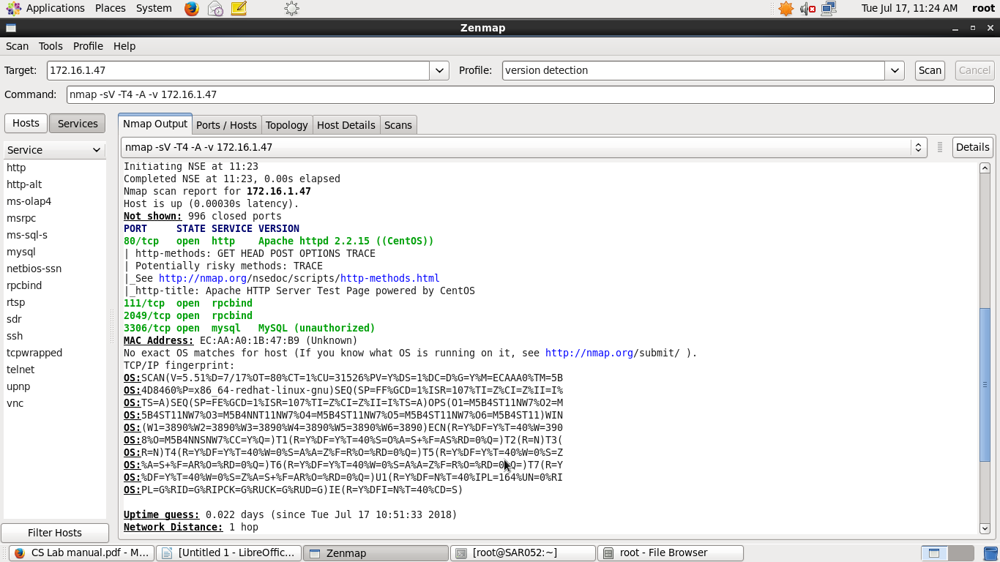 Applications Places System Tue Jul 17, 11:24 AM root
Zenmap
Scan Tools Profile Help
Target: 172.16.1.47 Profile: version detection Scan Cancel
Command: nmap -sV -T4 -A -v 172.16.1.47
Hosts Services
Service
http
http-alt
ms-olap4
msrpc
ms-sql-s
mysql
netbios-ssn
rpcbind
rtsp
sdr
ssh
tcpwrapped
telnet
upnp
vnc
Filter Hosts
Nmap Output Ports / Hosts Topology Host Details Scans
nmap -sV -T4 -A -v 172.16.1.47 Details
Initiating NSE at 11:23
Completed NSE at 11:23, 0.00s elapsed
Nmap scan report for 172.16.1.47
Host is up (0.00030s latency).
Not shown: 996 closed ports
PORT     STATE SERVICE VERSION
80/tcp   open  http    Apache httpd 2.2.15 ((CentOS))
| http-methods: GET HEAD POST OPTIONS TRACE
| Potentially risky methods: TRACE
|_See http://nmap.org/nsedoc/scripts/http-methods.html
|_http-title: Apache HTTP Server Test Page powered by CentOS
111/tcp  open  rpcbind
2049/tcp open  rpcbind
3306/tcp open  mysql   MySQL (unauthorized)
MAC Address: EC:AA:A0:1B:47:B9 (Unknown)
No exact OS matches for host (If you know what OS is running on it, see http://nmap.org/submit/ ).
TCP/IP fingerprint:
OS:SCAN(V=5.51%D=7/17%OT=80%CT=1%CU=31526%PV=Y%DS=1%DC=D%G=Y%M=ECAAA0%TM=5B
OS:4D8460%P=x86_64-redhat-linux-gnu)SEQ(SP=FF%GCD=1%ISR=107%TI=Z%CI=Z%II=I%
OS:TS=A)SEQ(SP=FE%GCD=1%ISR=107%TI=Z%CI=Z%II=I%TS=A)OPS(O1=M5B4ST11NW7%O2=M
OS:5B4ST11NW7%O3=M5B4NNT11NW7%O4=M5B4ST11NW7%O5=M5B4ST11NW7%O6=M5B4ST11)WIN
OS:(W1=3890%W2=3890%W3=3890%W4=3890%W5=3890%W6=3890)ECN(R=Y%DF=Y%T=40%W=390
OS:8%O=M5B4NNSNW7%CC=Y%Q=)T1(R=Y%DF=Y%T=40%S=O%A=S+%F=AS%RD=0%Q=)T2(R=N)T3(
OS:R=N)T4(R=Y%DF=Y%T=40%W=0%S=A%A=Z%F=R%O=%RD=0%Q=)T5(R=Y%DF=Y%T=40%W=0%S=Z
OS:%A=S+%F=AR%O=%RD=0%Q=)T6(R=Y%DF=Y%T=40%W=0%S=A%A=Z%F=R%O=%RD=0%Q=)T7(R=Y
OS:%DF=Y%T=40%W=0%S=Z%A=S+%F=AR%O=%RD=0%Q=)U1(R=Y%DF=N%T=40%IPL=164%UN=0%RI
OS:PL=G%RID=G%RIPCK=G%RUCK=G%RUD=G)IE(R=Y%DFI=N%T=40%CD=S)
Uptime guess: 0.022 days (since Tue Jul 17 10:51:33 2018)
Network Distance: 1 hop
CS Lab manual.pdf - M... [Untitled 1 - LibreOffic... Zenmap [root@SAR052:~] root - File Browser